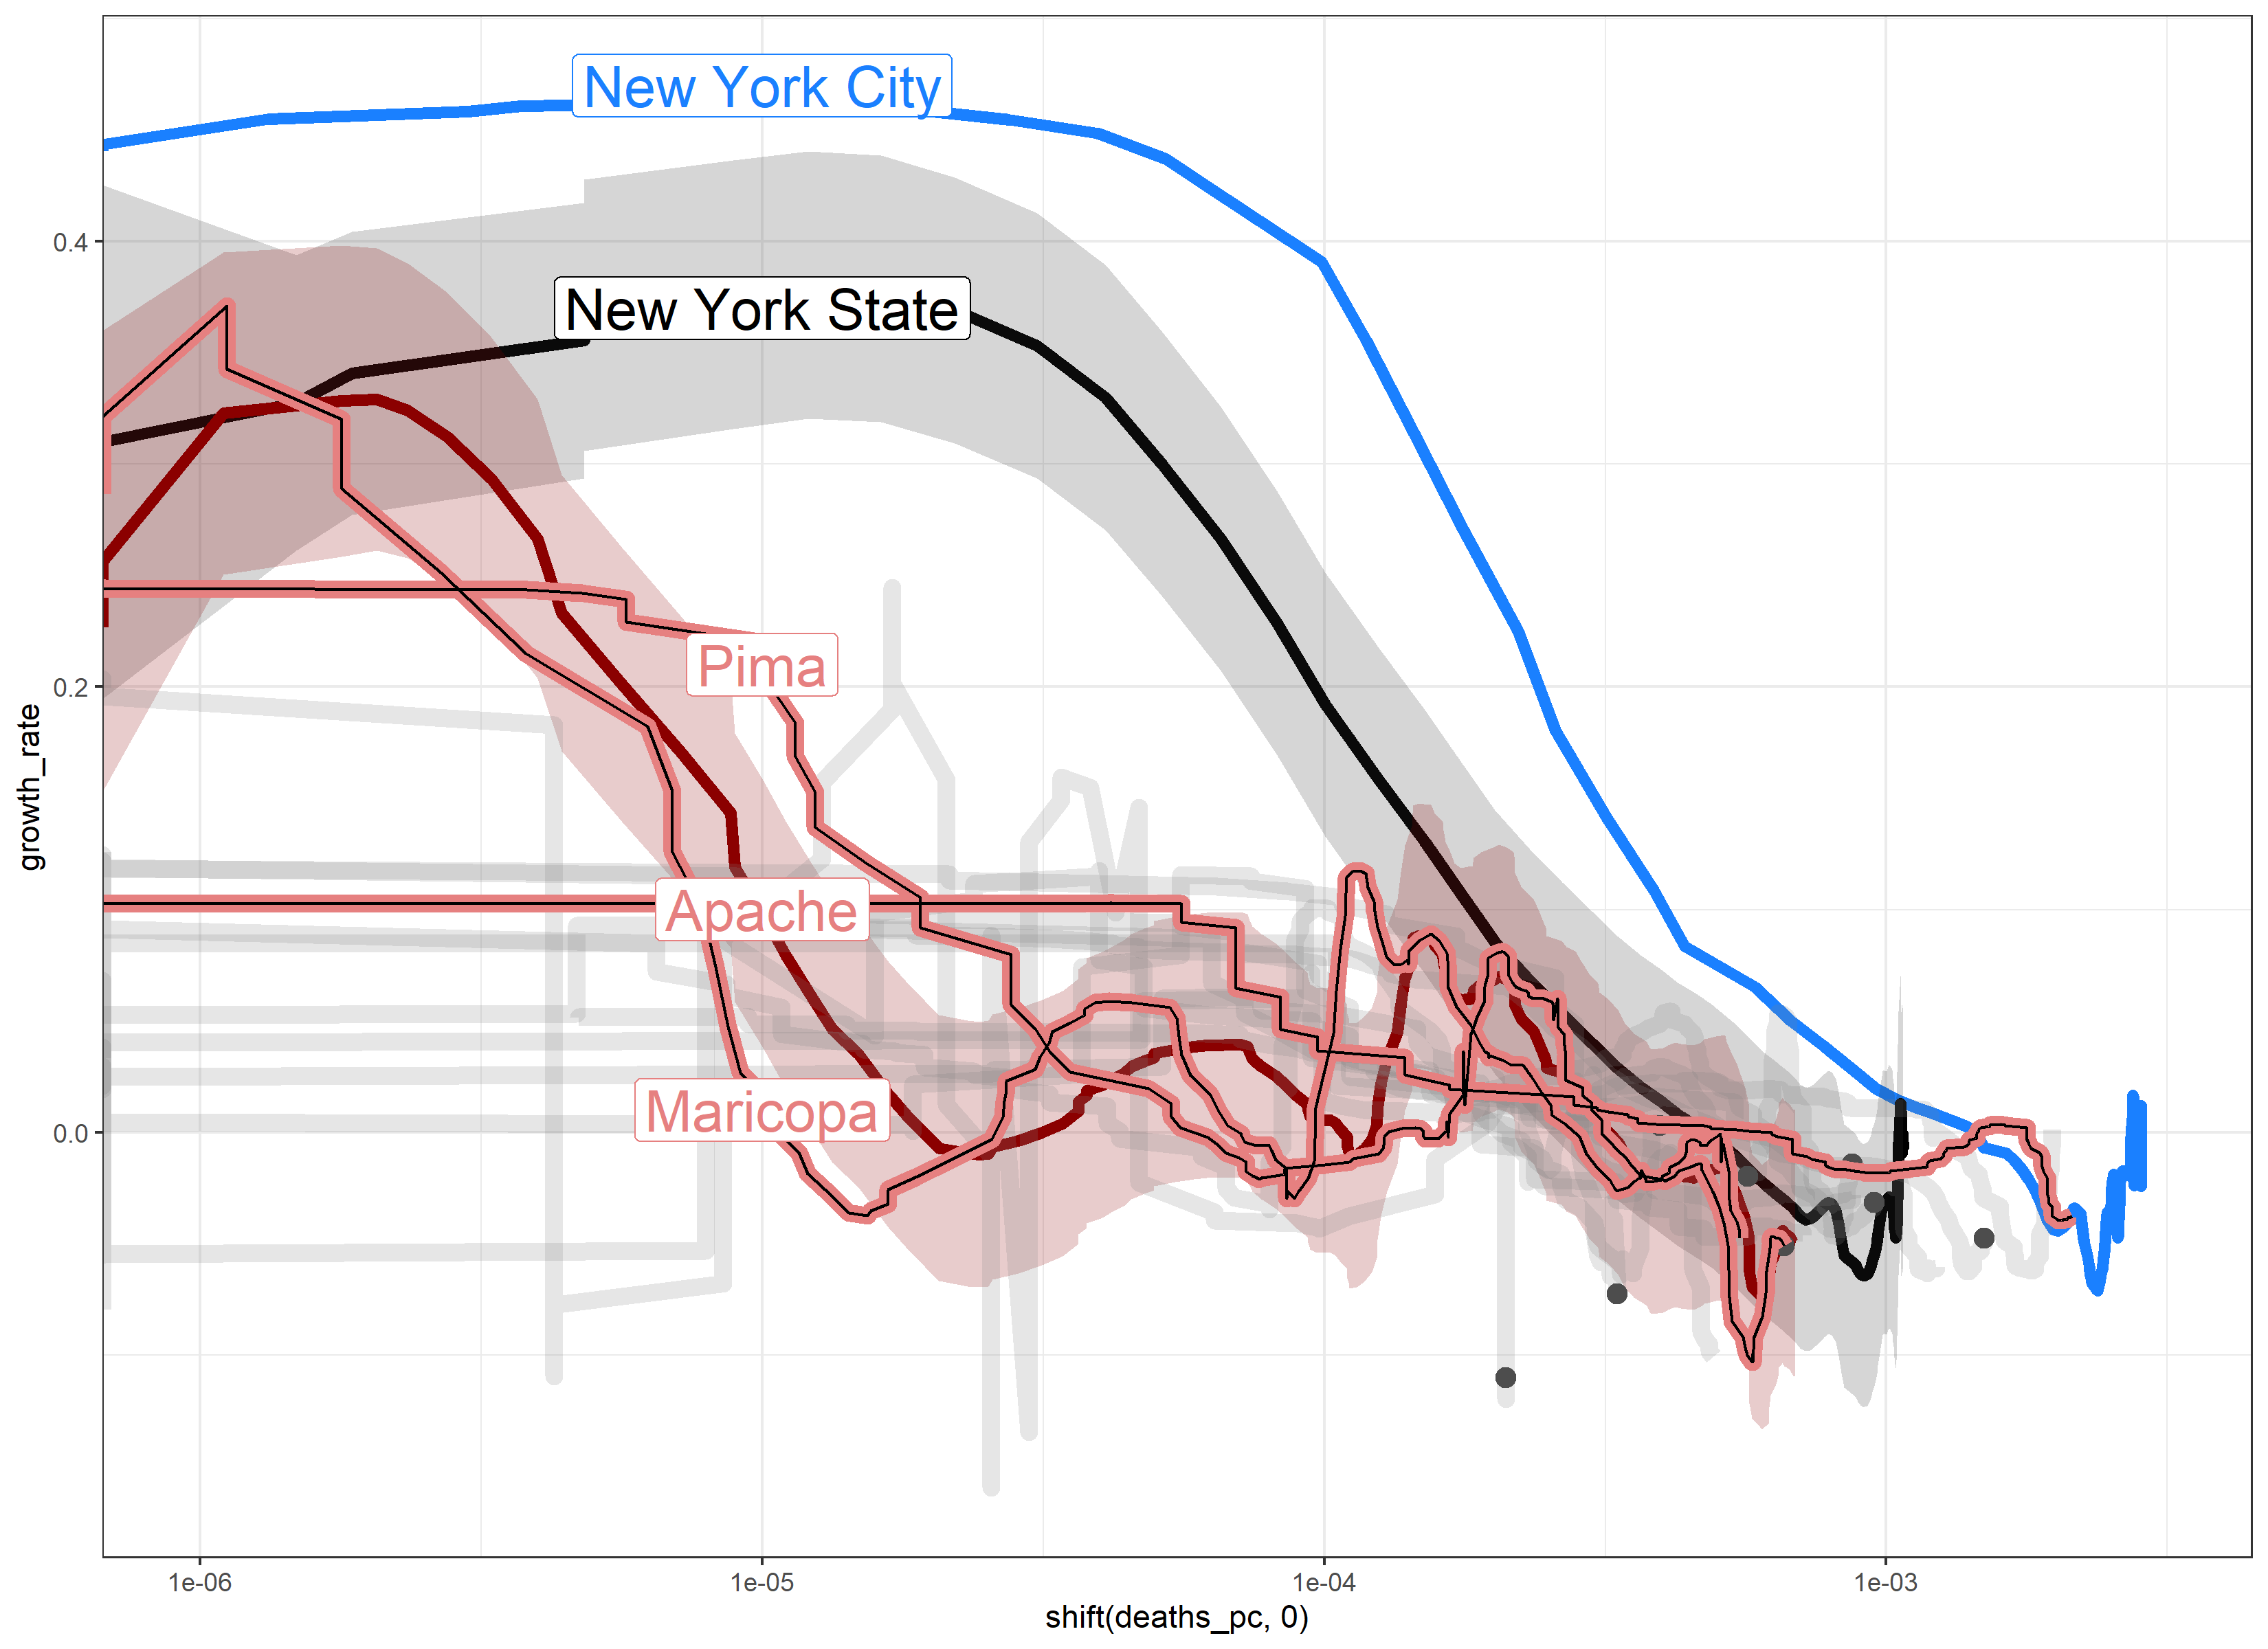 New York City
0.4
New York State
0.2
Pima
growth_rate
Apache
Maricopa
0.0
1e-06
1e-05
1e-04
1e-03
shift(deaths_pc, 0)